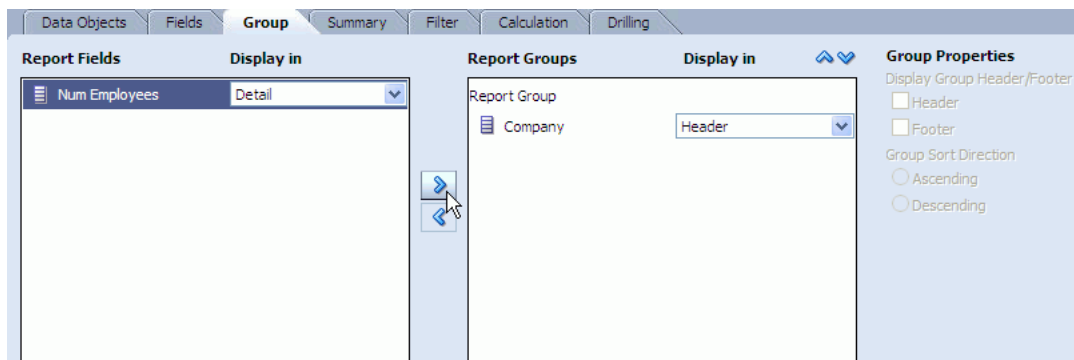 Data Objects Fields Group Summary Filter Calculation Drilling
Report Fields Display in Report Groups Display in Group Properties
Display Group Header/Footer
Num Employees Detail Report Group Header
Company Header Footer
Group Sort Direction
Ascending
Descending